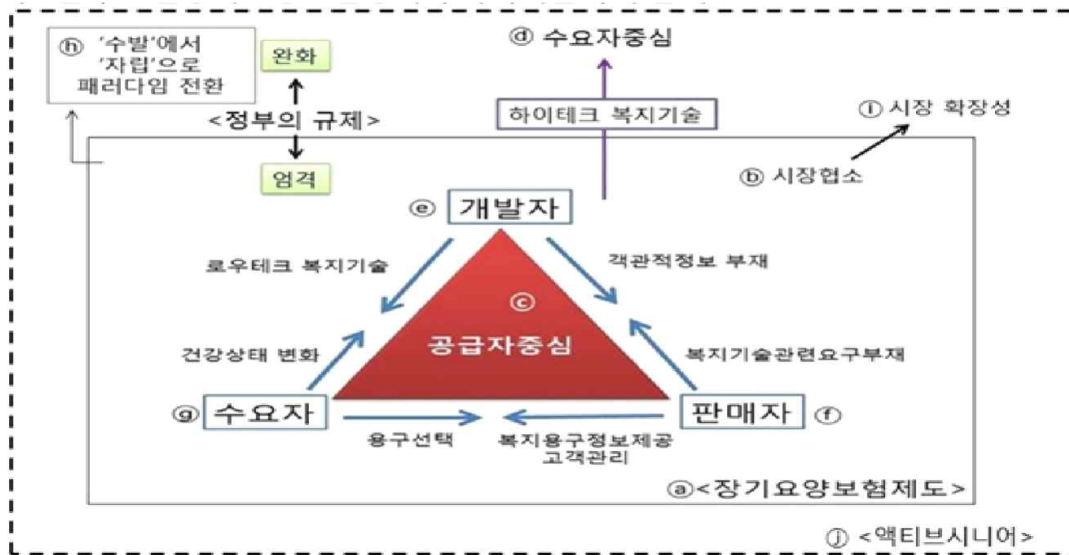 ⓗ '수발'에서
'자립'으로
패러다임 전환
완화
<정부의 규제>
엄격
ⓓ 수요자중심
하이테크 복지기술
ⓘ 시장 확장성
ⓑ 시장협소
ⓔ 개발자
로우테크 복지기술
객관적정보 부재
ⓒ
공급자중심
건강상태 변화
복지기술관련요구부재
ⓖ 수요자
판매자 ⓕ
용구선택
복지용구정보제공
고객관리
ⓐ<장기요양보험제도>
ⓙ <액티브시니어>